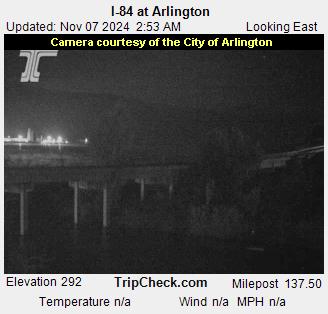 I-84 at Arlington
Updated: Nov 07 2024 2:53 AM Looking East
Camera courtesy of the City of Arlington
Elevation 292 TripCheck.com Milepost 137.50
Temperature n/a Wind n/a MPH n/a